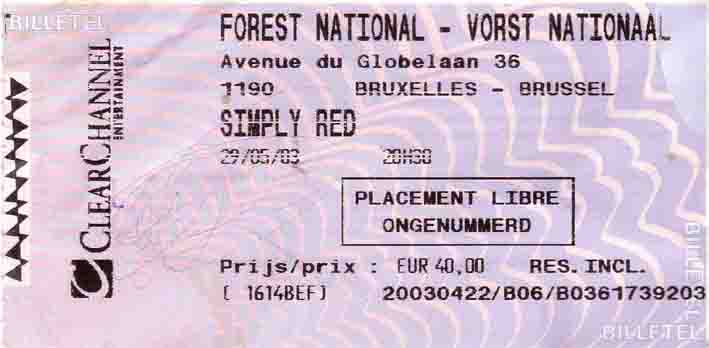 BILLETEL
FOREST NATIONAL - VORST NATIONAAL
Avenue du Globelaan 36
1190 BRUXELLES - BRUSSEL
SIMPLY RED
29/05/03 20H30
PLACEMENT LIBRE
ONGENUMMERD
Prijs/prix : EUR 40,00 RES. INCL.
( 1614BEF) 20030422/B06/B0361739203
CLEARCHANNEL
ENTERTAINMENT
BILLETEL
BILLETEL